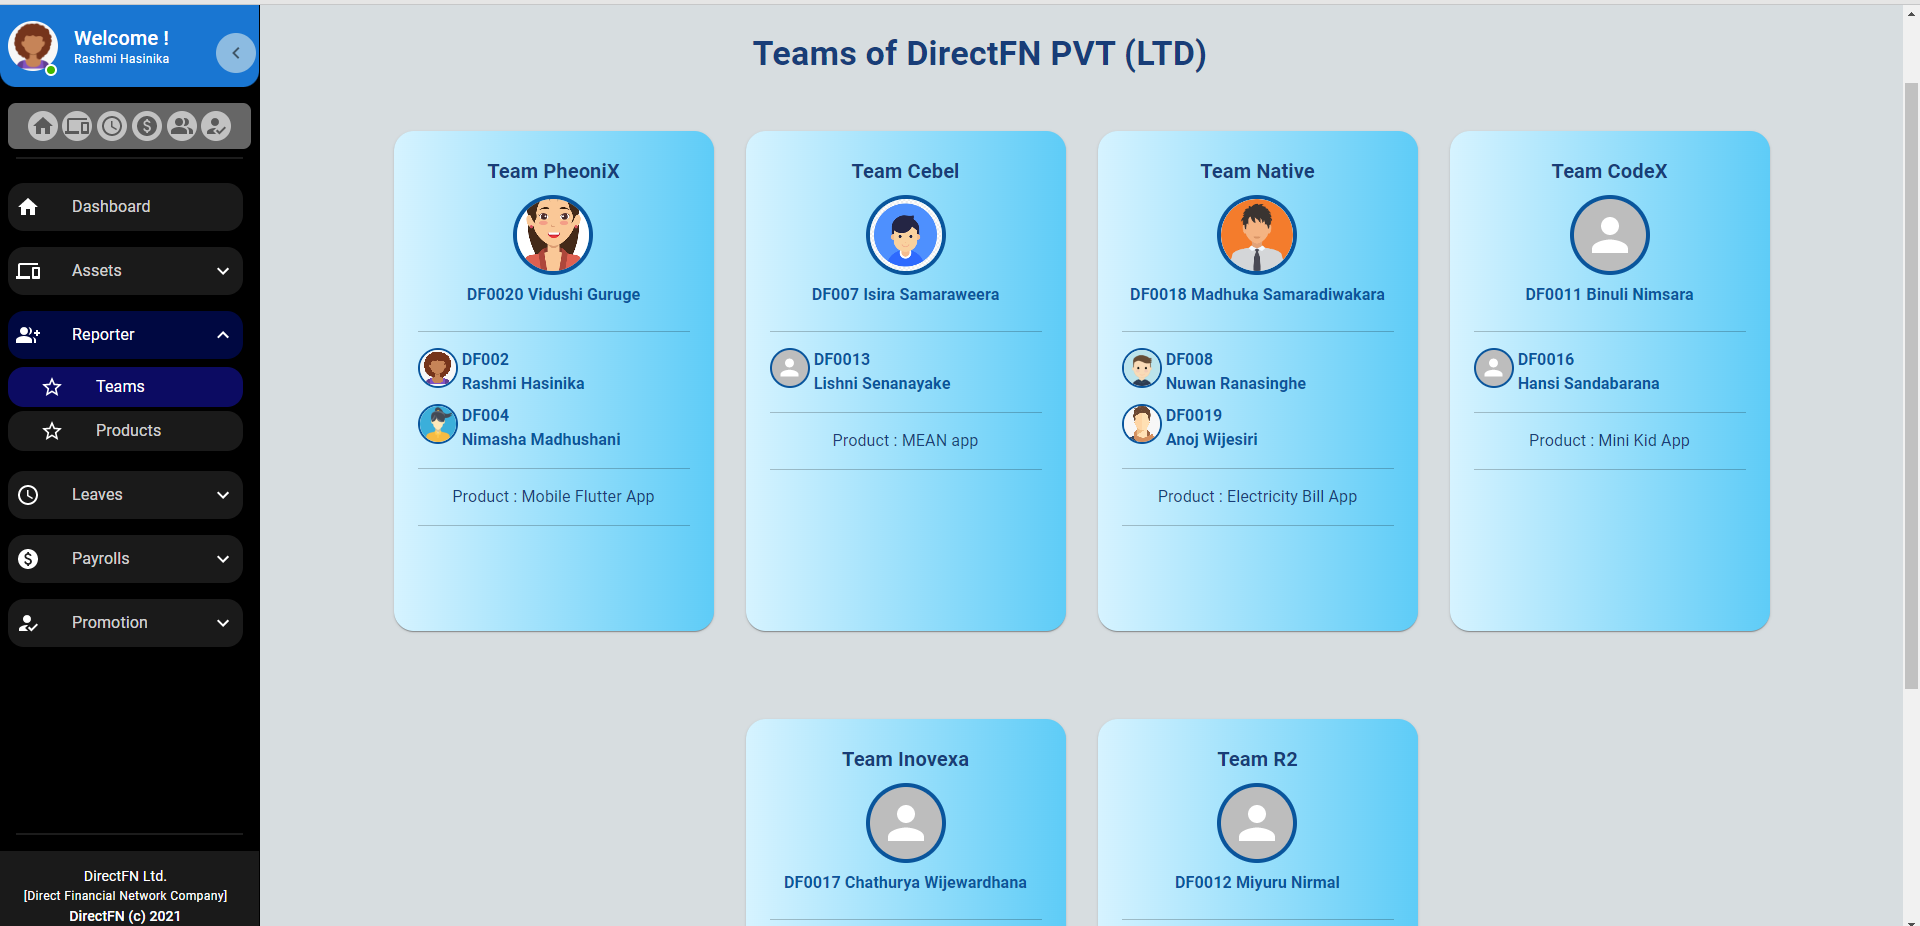 Welcome !
Rashmi Hasinika
Dashboard
Assets
Reporter
Teams
Products
Leaves
Payrolls
Promotion
DirectFN Ltd.
[Direct Financial Network Company]
DirectFN (c) 2021
Teams of DirectFN PVT (LTD)
Team PheoniX
DF0020 Vidushi Guruge
DF002
Rashmi Hasinika
DF004
Nimasha Madhushani
Product : Mobile Flutter App
Team Cebel
DF007 Isira Samaraweera
DF0013
Lishni Senanayake
Product : MEAN app
Team Native
DF0018 Madhuka Samaradiwakara
DF008
Nuwan Ranasinghe
DF0019
Anoj Wijesiri
Product : Electricity Bill App
Team CodeX
DF0011 Binuli Nimsara
DF0016
Hansi Sandabarana
Product : Mini Kid App
Team Inovexa
DF0017 Chathurya Wijewardhana
Team R2
DF0012 Miyuru Nirmal